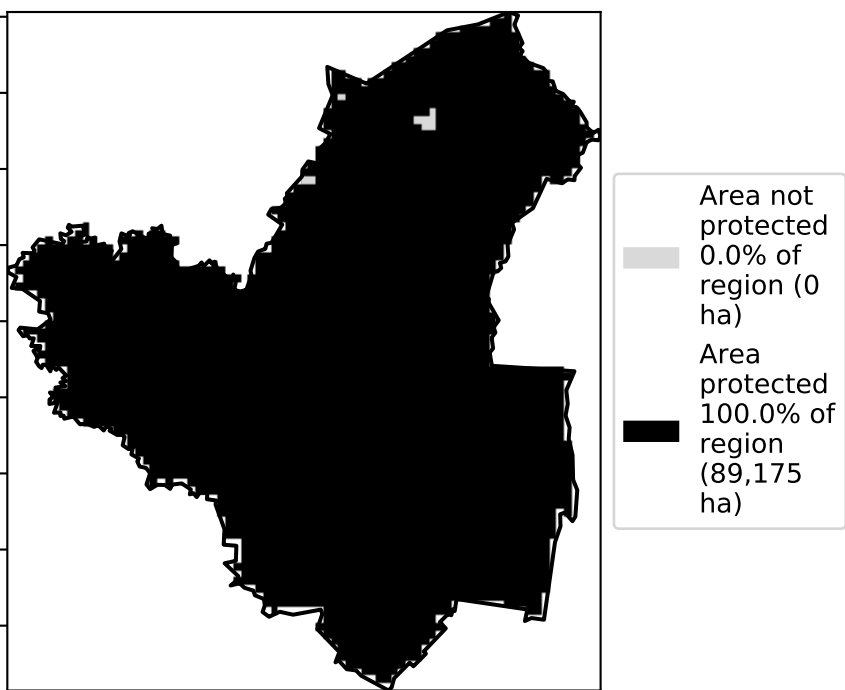 Area not
protected
0.0% of
region (0
ha)
Area
protected
100.0% of
region
(89,175
ha)